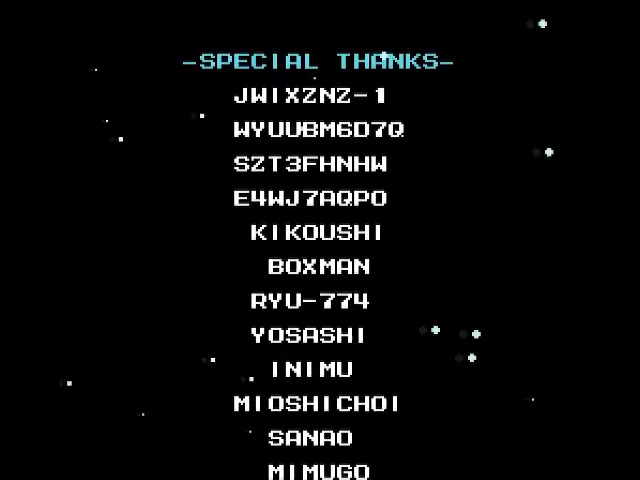 -SPECIAL THANKS-
JWIXZNZ-1
WYUUBM6D7Q
SZT3FHNHW
E4WJ7AQPO
KIKOUSHI
BOXMAN
RYU-774
YOSASHI
INIMU
MIOSHICHOI
SANAO
MIMUGO